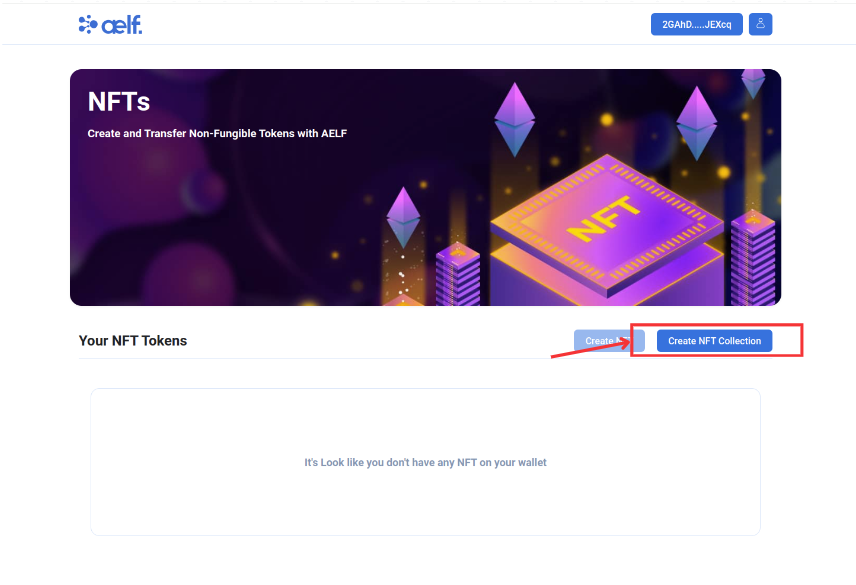 aelf.
2GAhD.....JEXcq
NFTs
Create and Transfer Non-Fungible Tokens with AELF
NFT
Your NFT Tokens
Create
Create NFT Collection
It's Look like you don't have any NFT on your wallet